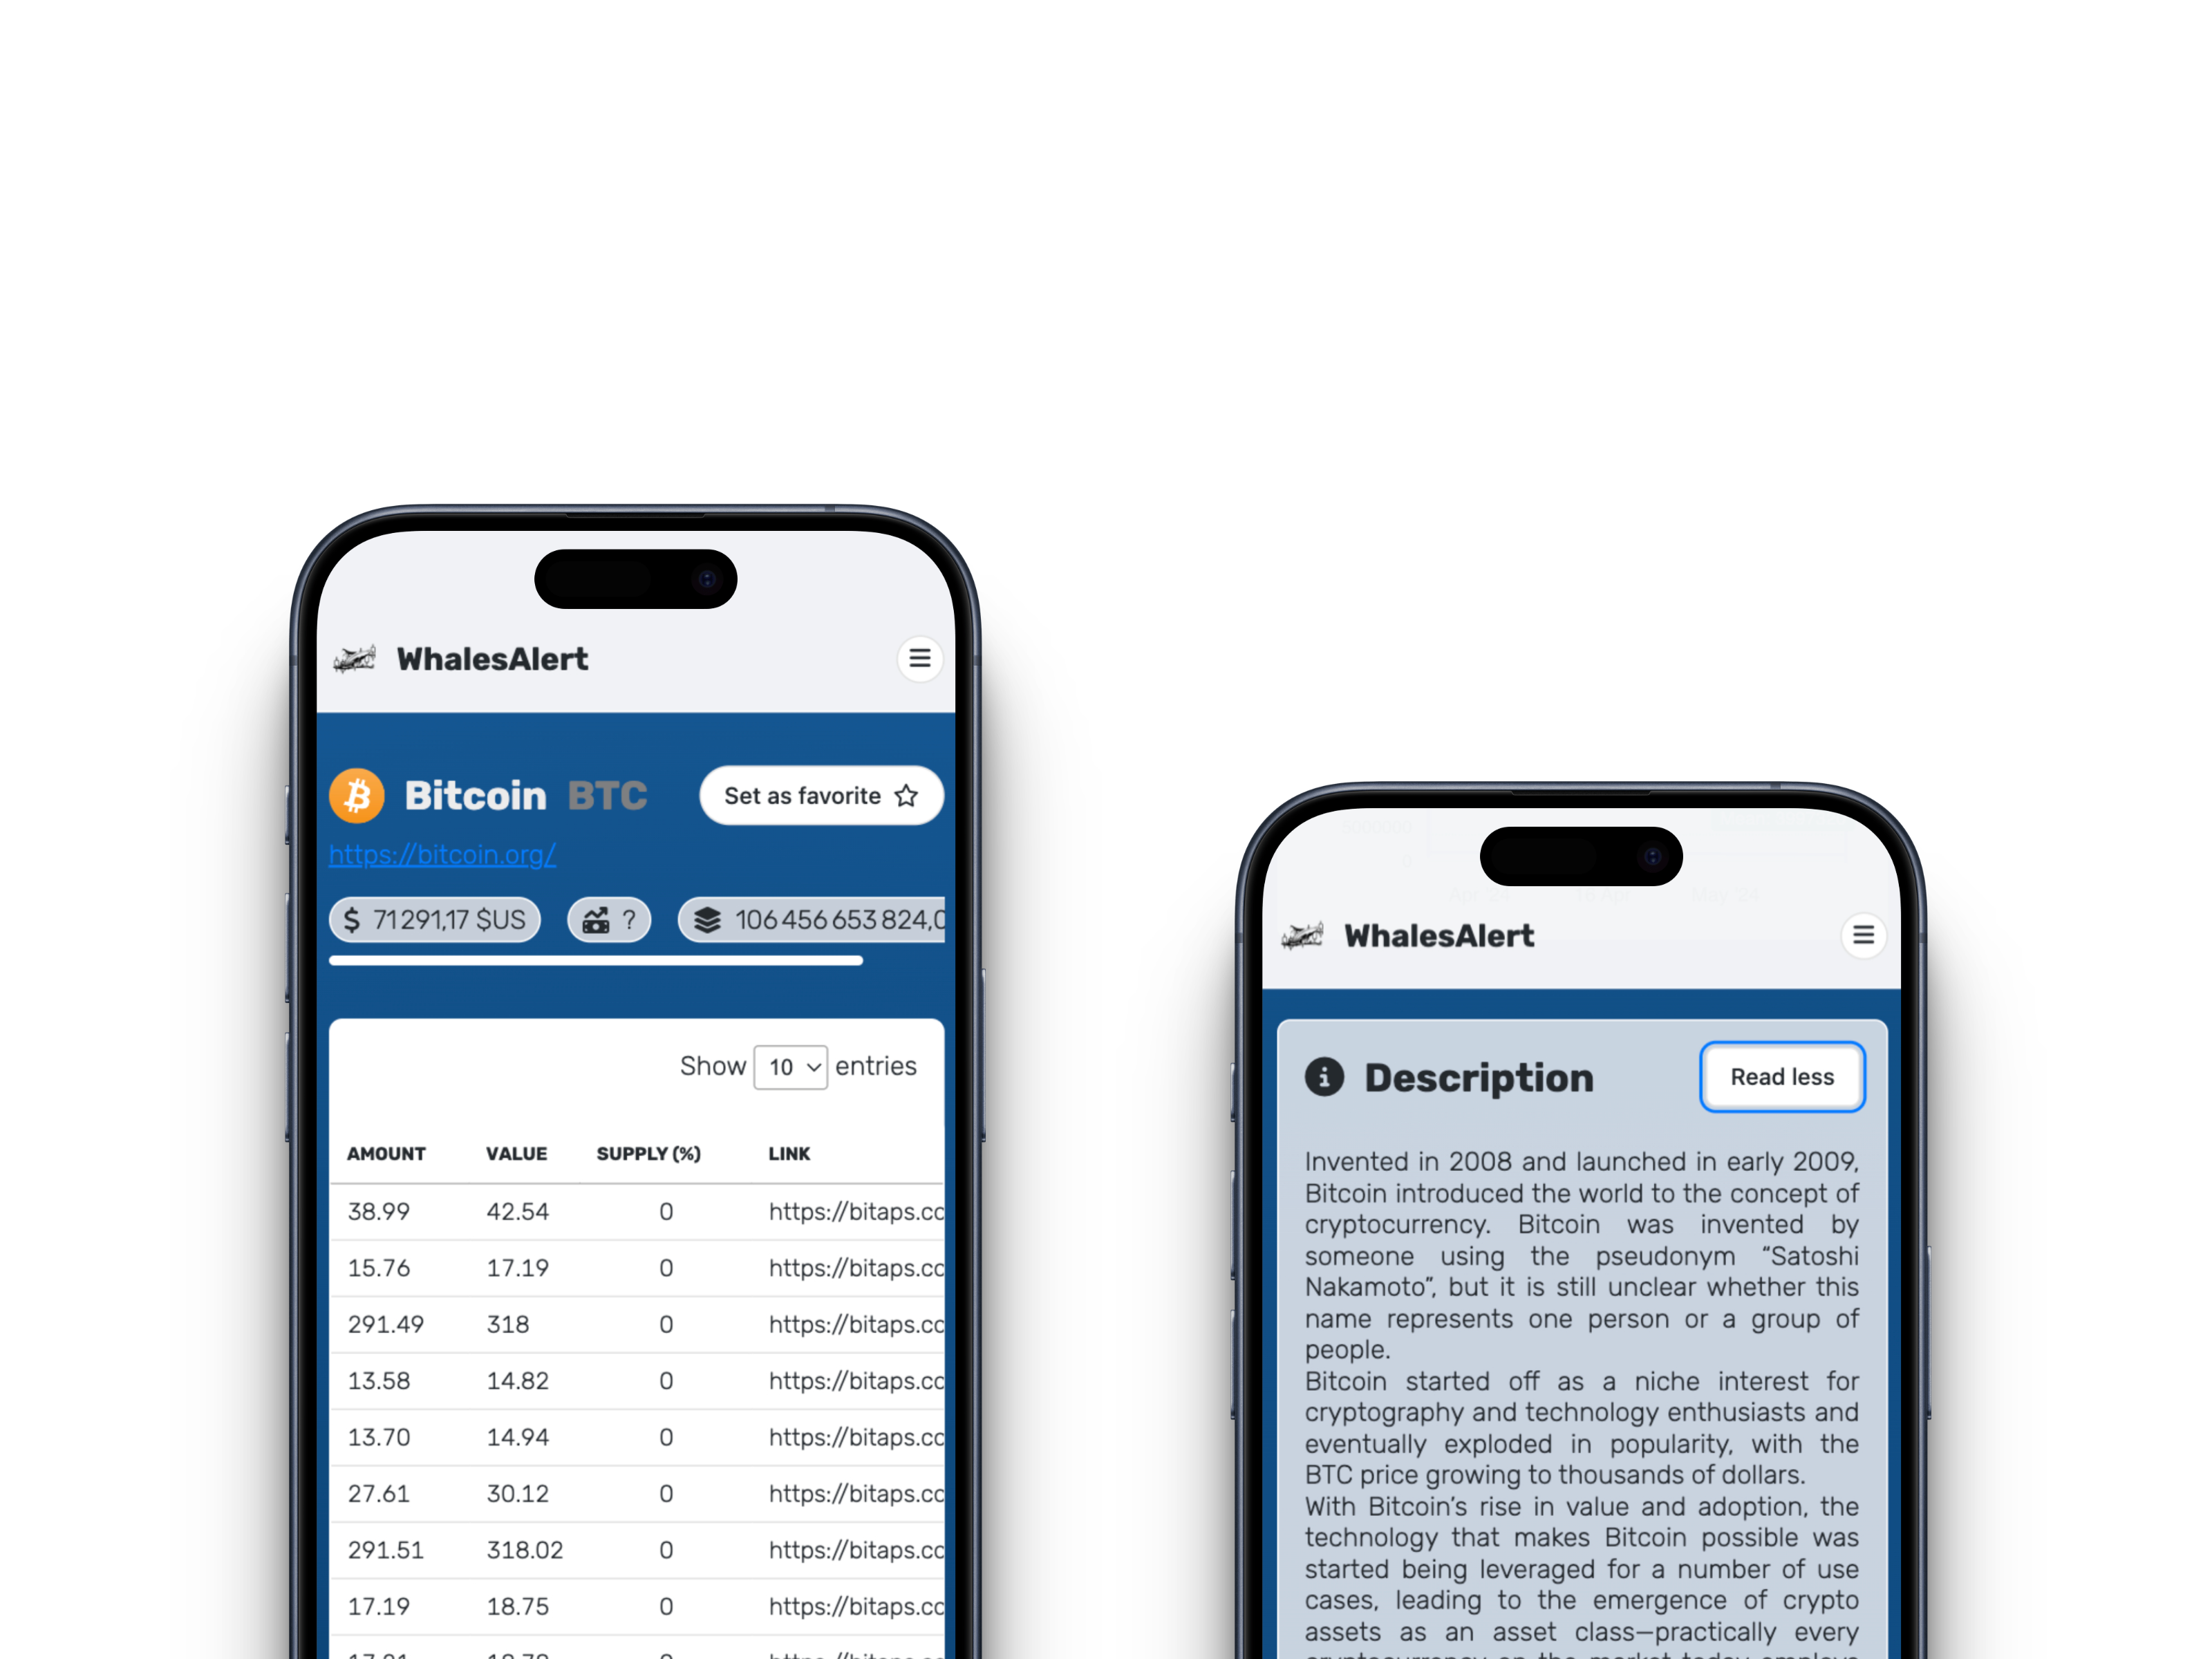 WhalesAlert
Bitcoin BTC
Set as favorite
https://bitcoin.org/
$ 71 291,17 $US
?
106 456 653 824,0
Show 10 entries
AMOUNT VALUE SUPPLY (%) LINK
38.99 42.54 0 https://bitaps.cc
15.76 17.19 0 https://bitaps.cc
291.49 318 0 https://bitaps.cc
13.58 14.82 0 https://bitaps.cc
13.70 14.94 0 https://bitaps.cc
27.61 30.12 0 https://bitaps.cc
291.51 318.02 0 https://bitaps.cc
17.19 18.75 0 https://bitaps.cc
WhalesAlert
Description
Read less
Invented in 2008 and launched in early 2009,
Bitcoin introduced the world to the concept of
cryptocurrency. Bitcoin was invented by
someone using the pseudonym “Satoshi
Nakamoto”, but it is still unclear whether this
name represents one person or a group of
people.
Bitcoin started off as a niche interest for
cryptography and technology enthusiasts and
eventually exploded in popularity, with the
BTC price growing to thousands of dollars.
With Bitcoin’s rise in value and adoption, the
technology that makes Bitcoin possible was
started being leveraged for a number of use
cases, leading to the emergence of crypto
assets as an asset class—practically every